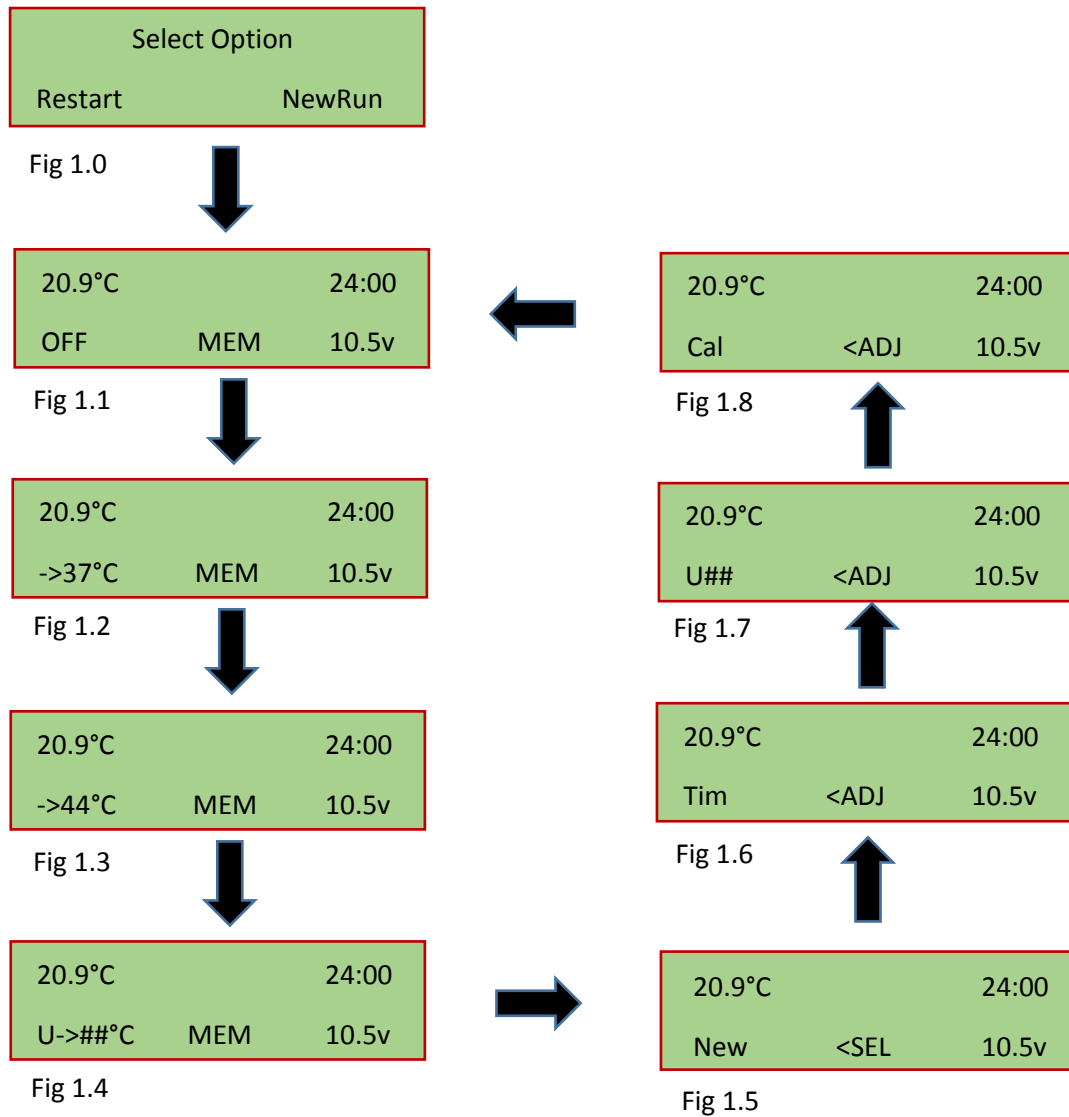 Select Option
Restart NewRun
Fig 1.0
20.9°C 24:00
OFF MEM 10.5v
Fig 1.1
20.9°C 24:00
->37°C MEM 10.5v
Fig 1.2
20.9°C 24:00
->44°C MEM 10.5v
Fig 1.3
20.9°C 24:00
U->##°C MEM 10.5v
Fig 1.4
20.9°C 24:00
New <SEL 10.5v
Fig 1.5
20.9°C 24:00
Tim <ADJ 10.5v
Fig 1.6
20.9°C 24:00
U## <ADJ 10.5v
Fig 1.7
20.9°C 24:00
Cal <ADJ 10.5v
Fig 1.8